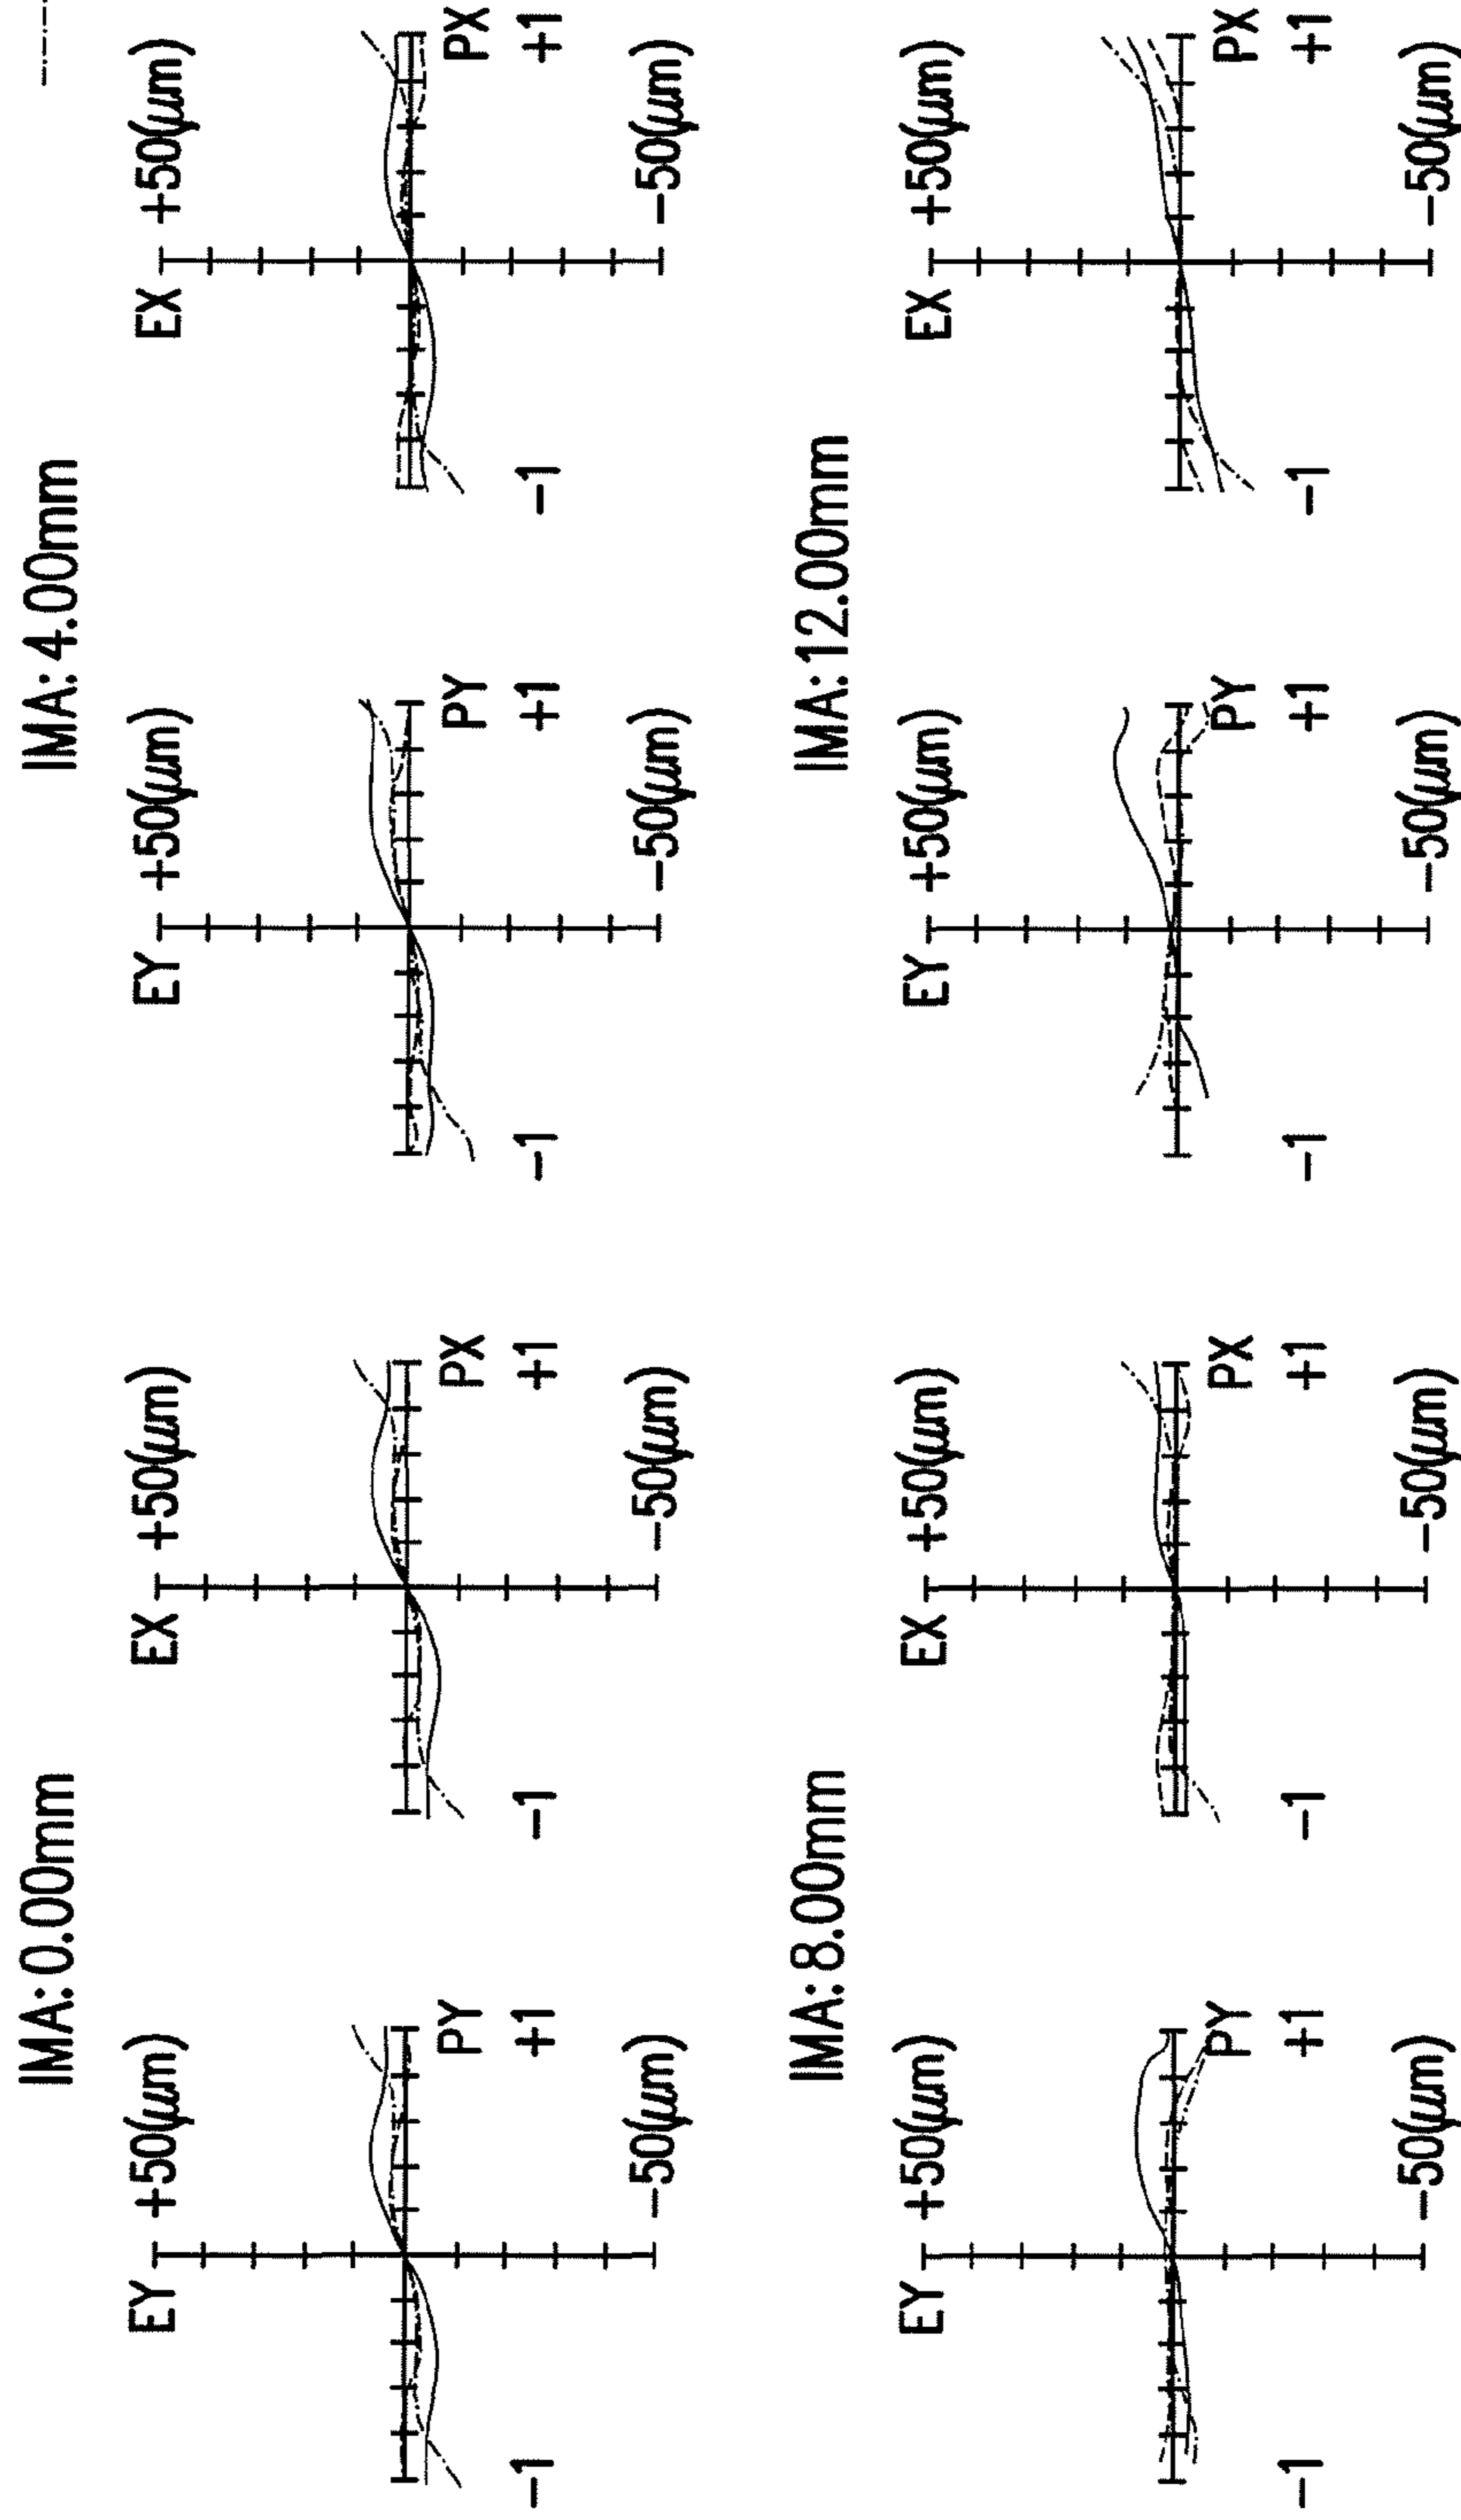 IMA: 0.00mm
EY +50(μm)
PY
-1 +1
-50(μm)
EX +50(μm)
PX
-1 +1
-50(μm)
IMA: 4.00mm
EY +50(μm)
PY
-1 +1
-50(μm)
EX +50(μm)
PX
-1 +1
-50(μm)
IMA: 8.00mm
EY +50(μm)
PY
-1 +1
-50(μm)
EX +50(μm)
PX
-1 +1
-50(μm)
IMA: 12.00mm
EY +50(μm)
PY
-1 +1
-50(μm)
EX +50(μm)
PX
-1 +1
-50(μm)